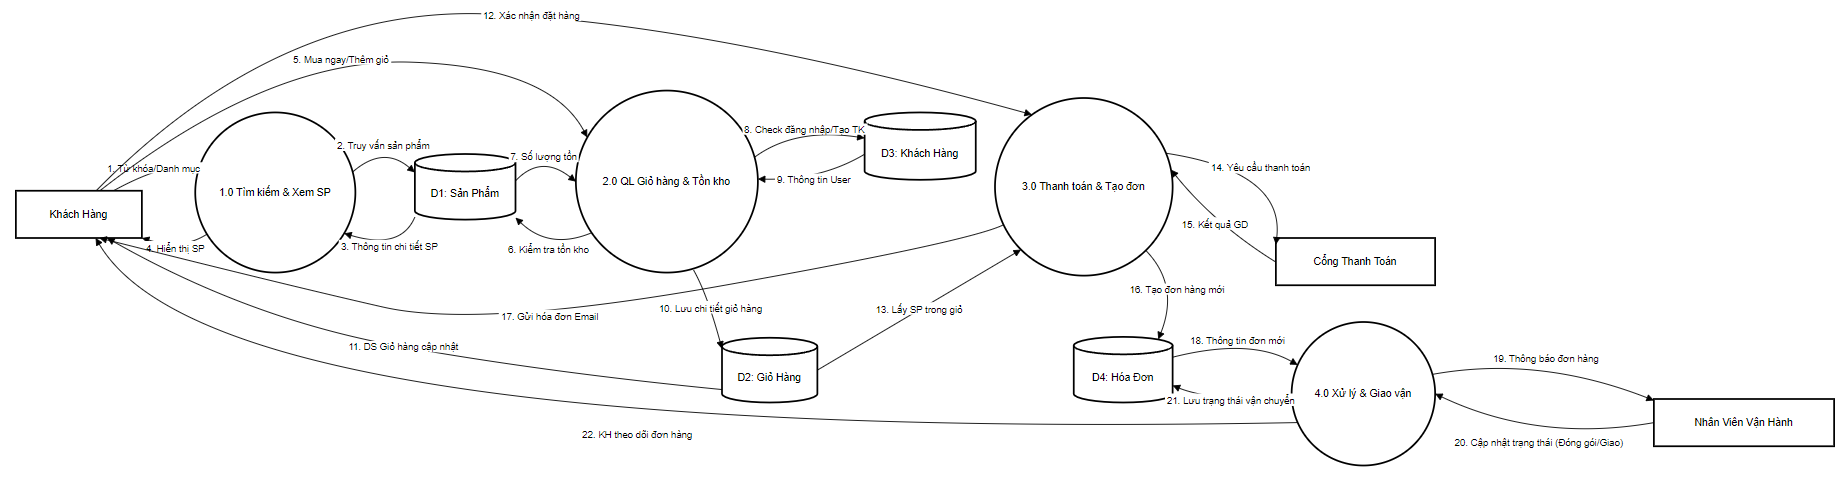 12. Xác nhận đặt hàng
5. Mua ngay/Thêm giỏ
8. Check đăng nhập/Tạo TK
2. Truy vấn sản phẩm
D3: Khách Hàng
7. Số lượng tồn
1. Từ khóa/Danh mục
14. Yêu cầu thanh toán
9. Thông tin User
2.0 QL Giỏ hàng & Tồn kho
3.0 Thanh toán & Tạo đơn
1.0 Tìm kiếm & Xem SP
D1: Sản Phẩm
Khách Hàng
15. Kết quả GD
4. Hiển thị SP
3. Thông tin chi tiết SP
6. Kiểm tra tồn kho
Cổng Thanh Toán
16. Tạo đơn hàng mới
10. Lưu chi tiết giỏ hàng
13. Lấy SP trong giỏ
17. Gửi hóa đơn Email
18. Thông tin đơn mới
11. DS Giỏ hàng cập nhật
19. Thông báo đơn hàng
D2: Giỏ Hàng
D4: Hóa Đơn
4.0 Xử lý & Giao vận
21. Lưu trạng thái vận chuyển
Nhân Viên Vận Hành
22. KH theo dõi đơn hàng
20. Cập nhật trạng thái (Đóng gói/Giao)